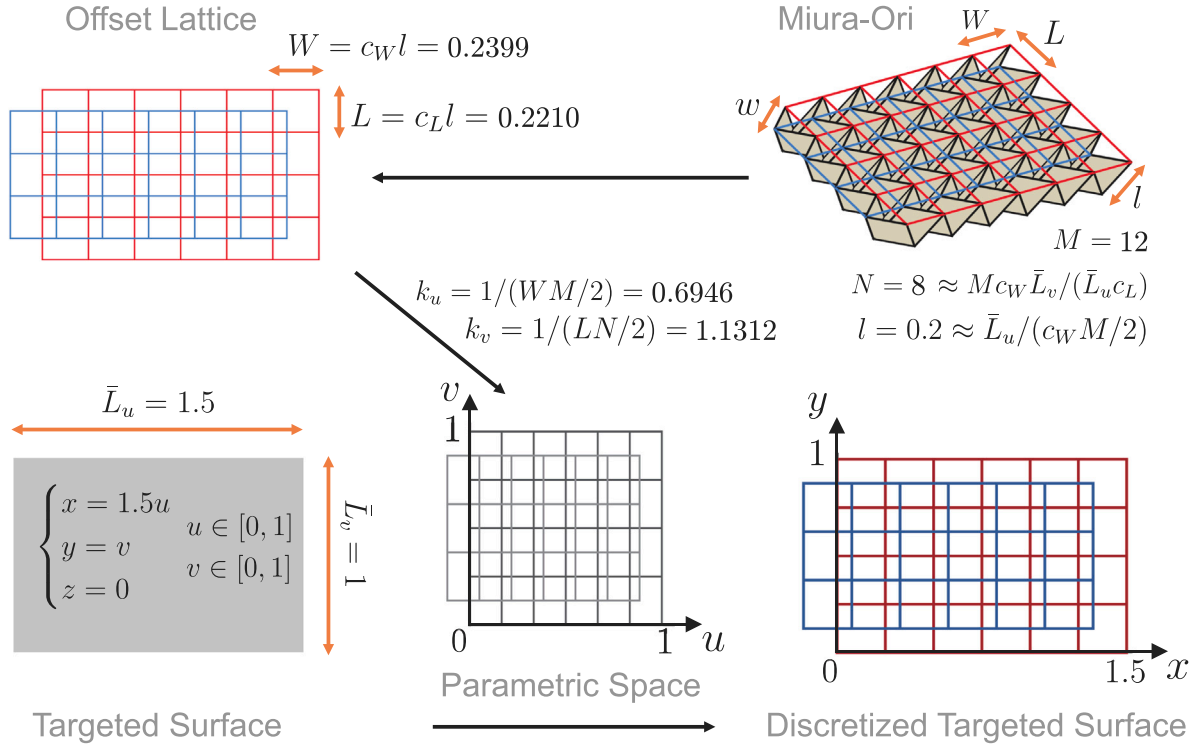 Offset Lattice
W = c_W l = 0.2399
L = c_L l = 0.2210
Miura-Ori
W
L
w
l
M = 12
N = 8 ≈ Mc_W L̄_v/(L̄_u c_L)
l = 0.2 ≈ L̄_u/(c_W M/2)
k_u = 1/(WM/2) = 0.6946
k_v = 1/(LN/2) = 1.1312
L̄_u = 1.5
{ x = 1.5u
y = v
z = 0
u ∈ [0, 1]
v ∈ [0, 1]
L̄_v = 1
Targeted Surface
v
1
0
1
u
Parametric Space
y
1
0
1.5
x
Discretized Targeted Surface